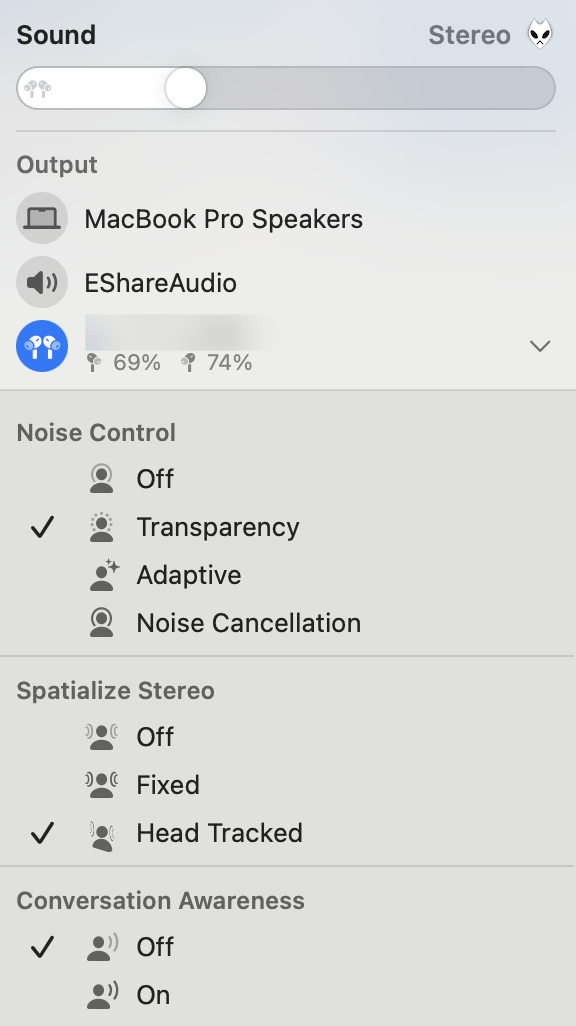 Sound Stereo
Output
MacBook Pro Speakers
EShareAudio
69% 74%
Noise Control
Off
Transparency
Adaptive
Noise Cancellation
Spatialize Stereo
Off
Fixed
Head Tracked
Conversation Awareness
Off
On